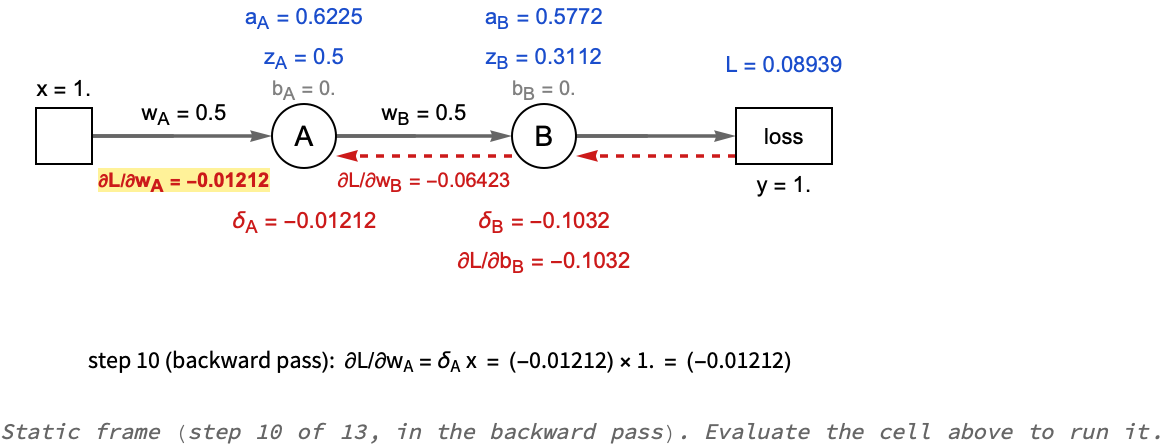 a_A = 0.6225
a_B = 0.5772
z_A = 0.5
z_B = 0.3112
L = 0.08939
x = 1.
b_A = 0.
b_B = 0.
w_A = 0.5
w_B = 0.5
A
B
loss
∂L/∂w_A = −0.01212
∂L/∂w_B = −0.06423
y = 1.
δ_A = −0.01212
δ_B = −0.1032
∂L/∂b_B = −0.1032
step 10 (backward pass): ∂L/∂w_A = δ_A x = (−0.01212) × 1. = (−0.01212)
Static frame (step 10 of 13, in the backward pass). Evaluate the cell above to run it.